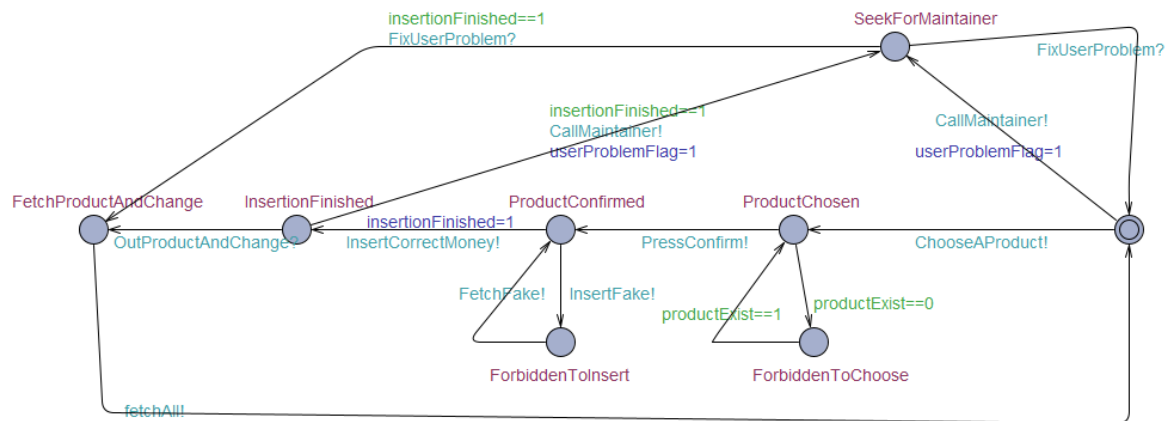 insertionFinished==1
SeekForMaintainer
FixUserProblem?
FixUserProblem?
insertionFinished==1
CallMaintainer!
CallMaintainer!
userProblemFlag=1
userProblemFlag=1
FetchProductAndChange
InsertionFinished
ProductConfirmed
ProductChosen
insertionFinished=1
OutProductAndChange?
InsertCorrectMoney!
PressConfirm!
ChooseAProduct!
FetchFake!
InsertFake!
productExist==0
productExist==1
ForbiddenToInsert
ForbiddenToChoose
fetchAll!